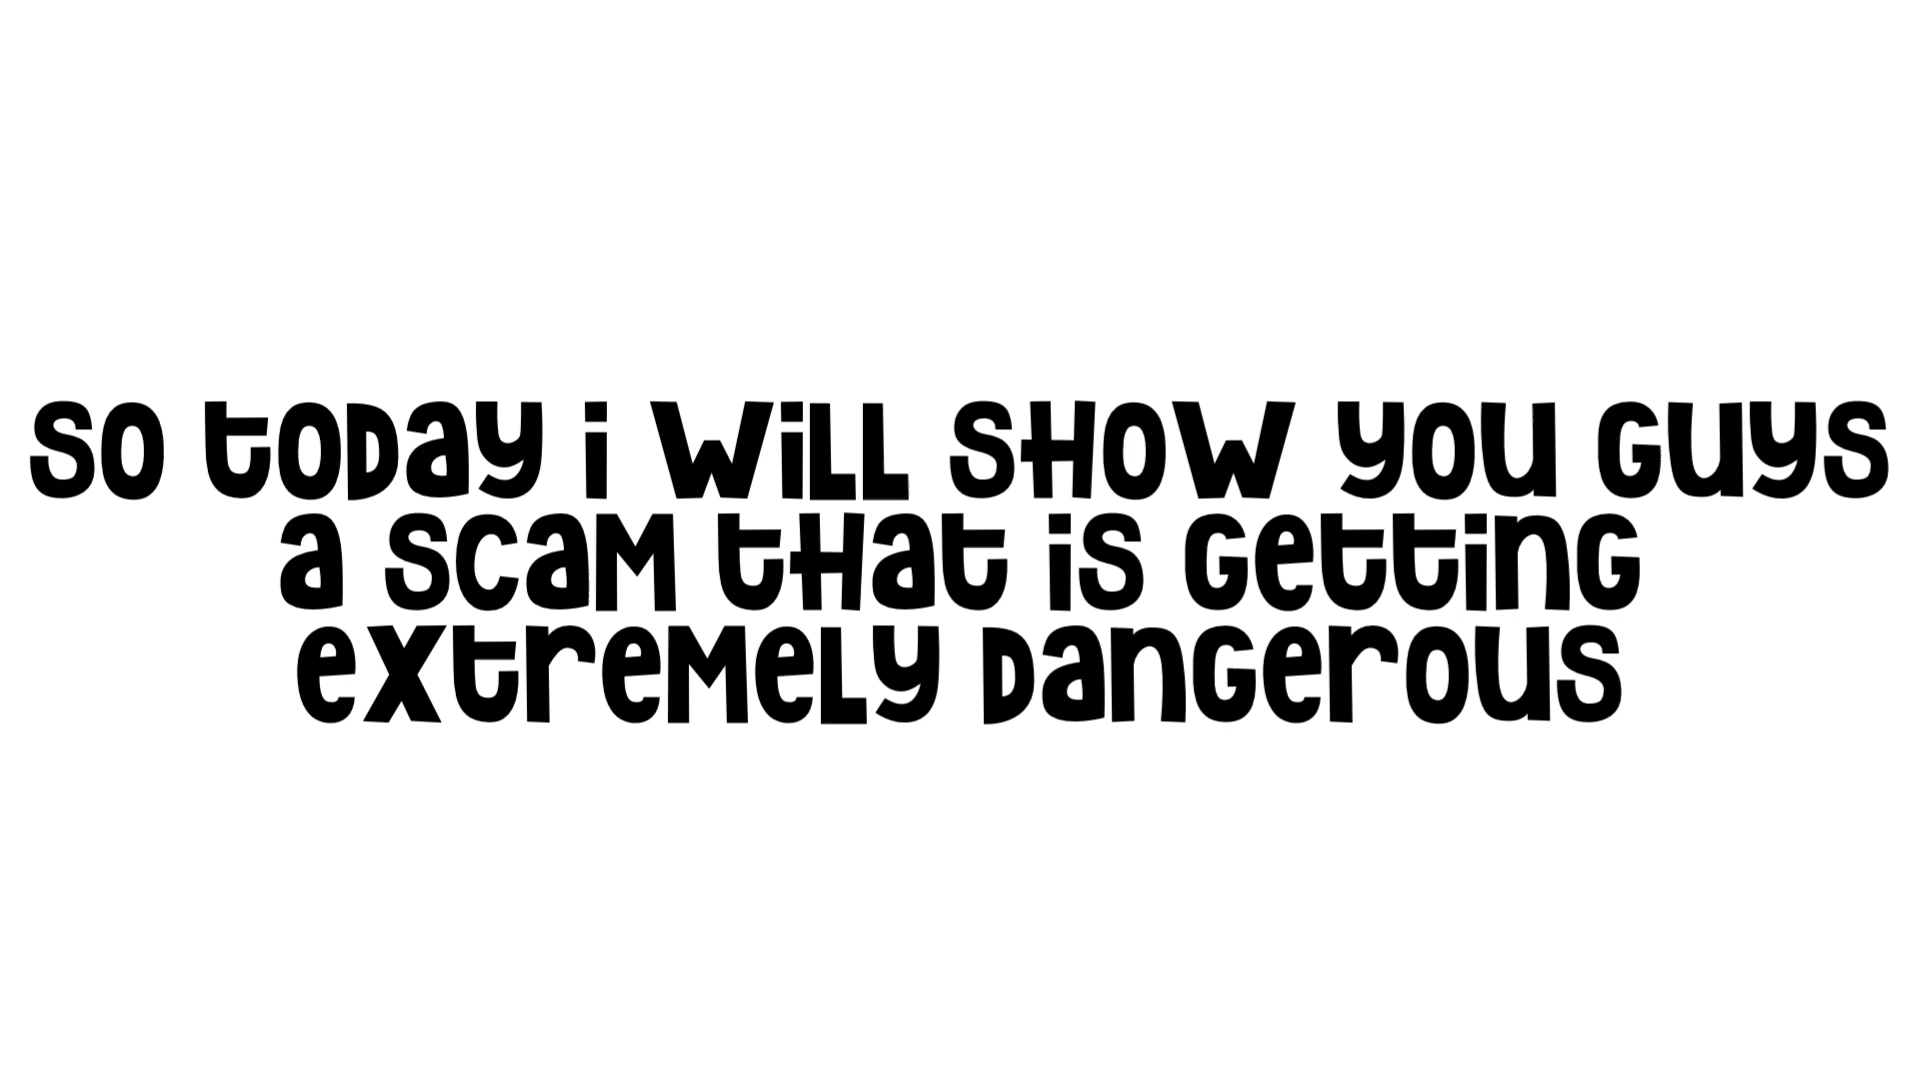 so today i will show you guys
a scam that is getting
extremely dangerous